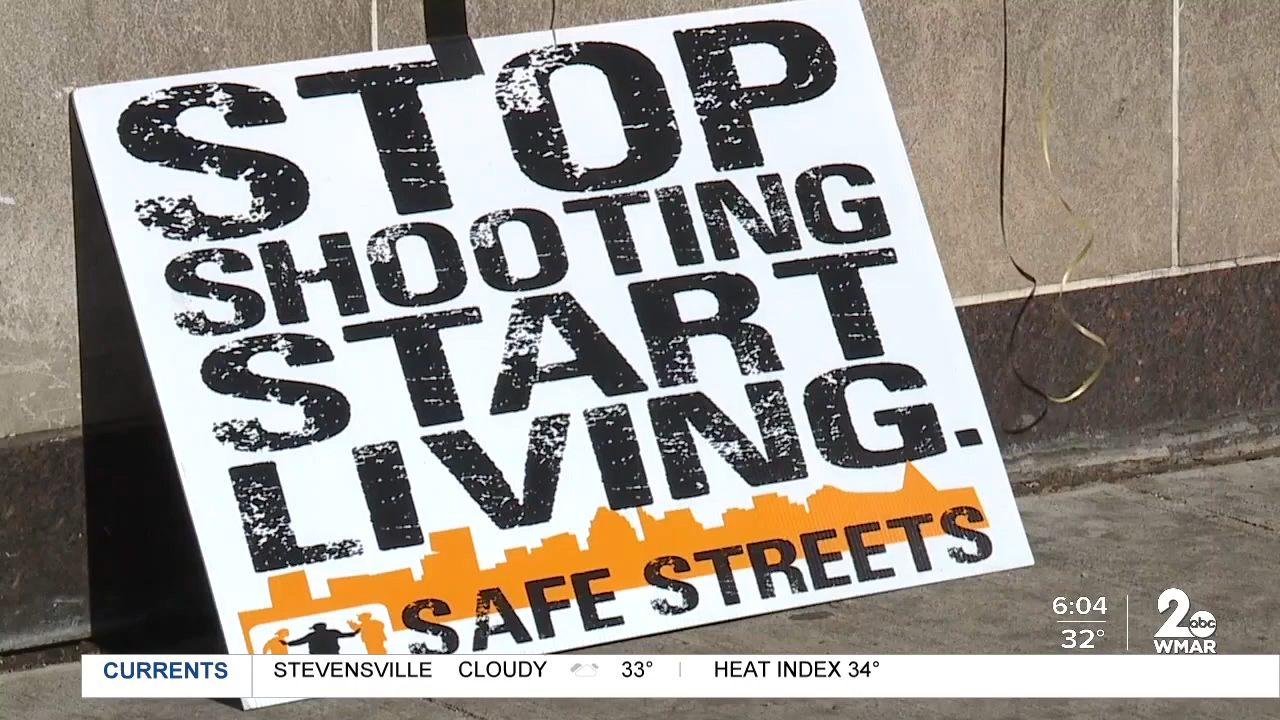 STOP
SHOOTING
START
LIVING.
SAFE STREETS
6:04
32°
2 abc
WMAR
CURRENTS STEVENSVILLE CLOUDY 33° HEAT INDEX 34°